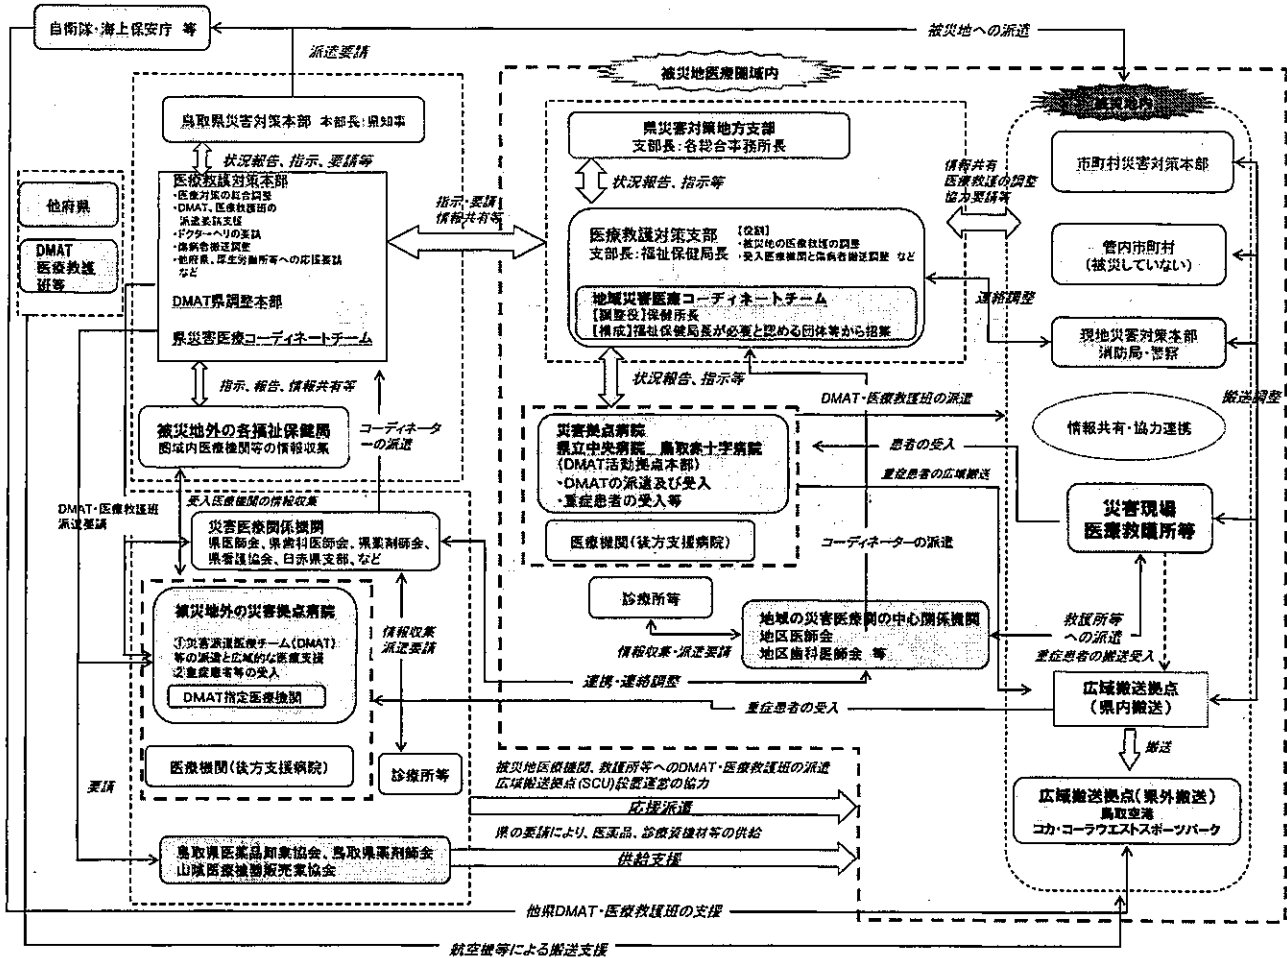 自衛隊・海上保安庁 等
派遣要請
被災地への派遣
被災地医療圏域内
被災地内
鳥取県災害対策本部 本部長:県知事
状況報告、指示、要請等
医療救護対策本部
・医療対策の総合調整
・DMAT、医療救護班の
派遣要請支援
・ドクターヘリの要請
・傷病者搬送調整
・他府県、厚生労働所等への応援要請
など
DMAT県調整本部
県災害医療コーディネートチーム
他府県
DMAT
医療救護
班等
指示・要請
情報共有等
県災害対策地方支部
支部長:各総合事務所長
状況報告、指示等
医療救護対策支部
支部長:福祉保健局長
【役割】
・被災地の医療救護の調整
・受入医療機関と傷病者搬送調整 など
地域災害医療コーディネートチーム
【調整役】保健所長
【構成】福祉保健局長が必要と認める団体等から招集
情報共有
医療救護の調整
協力要請等
市町村災害対策本部
管内市町村
(被災していない)
連絡調整
現地災害対策本部
消防局・警察
搬送調整
情報共有・協力連携
指示、報告、情報共有等
被災地外の各福祉保健局
圏域内医療機関等の情報収集
コーディネーター
の派遣
状況報告、指示等
DMAT・医療救護班の派遣
災害拠点病院
県立中央病院 鳥取赤十字病院
(DMAT活動拠点本部)
・DMATの派遣及び受入
・重症患者の受入等
医療機関(後方支援病院)
患者の受入
重症患者の広域搬送
コーディネーターの派遣
災害現場
医療救護所等
DMAT・医療救護班
派遣要請
受入医療機関の情報収集
災害医療関係機関
県医師会、県歯科医師会、県薬剤師会、
県看護協会、日赤県支部、など
被災地外の災害拠点病院
①災害派遣医療チーム(DMAT)
等の派遣と広域的な医療支援
②重症患者等の受入
DMAT指定医療機関
医療機関(後方支援病院)
情報収集
派遣要請
診療所等
診療所等
情報収集・派遣要請
地域の災害医療関の中心関係機関
地区医師会
地区歯科医師会 等
救護所等
への派遣
重症患者の搬送受入
連携・連絡調整
重症患者の受入
広域搬送拠点
(県内搬送)
搬送
広域搬送拠点(県外搬送)
鳥取空港
コカ・コーラウエストスポーツパーク
要請
被災地医療機関、救護所等へのDMAT・医療救護班の派遣
広域搬送拠点(SCU)設置運営の協力
応援派遣
県の要請により、医薬品、診療資機材等の供給
供給支援
鳥取県医薬品卸業協会、鳥取県薬剤師会
山陰医療機器販売業協会
他県DMAT・医療救護班の支援
航空機等による搬送支援